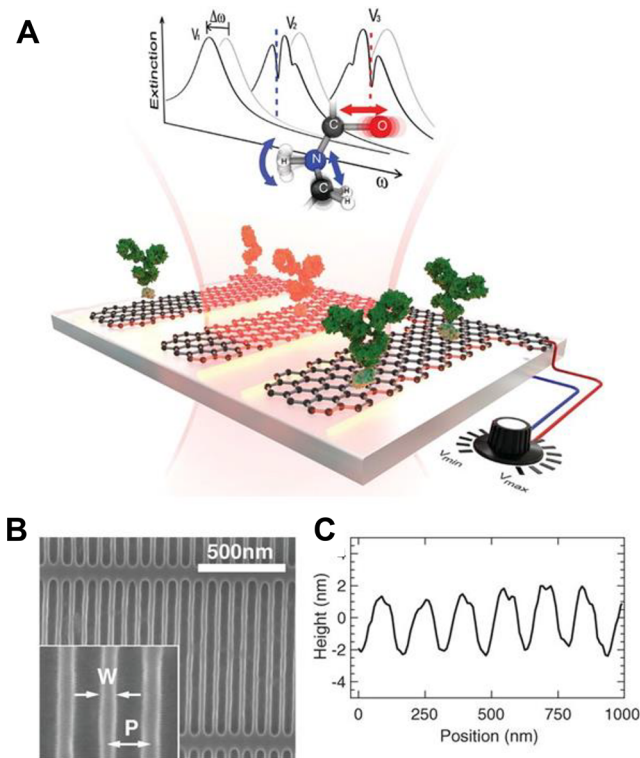 A
Extinction
V1
Δω
V2
V3
C
O
N
H
C
H
H
ω
Vmin
Vmax
B
500nm
W
P
C
Height (nm)
2
0
-2
-4
0
250
500
750
1000
Position (nm)